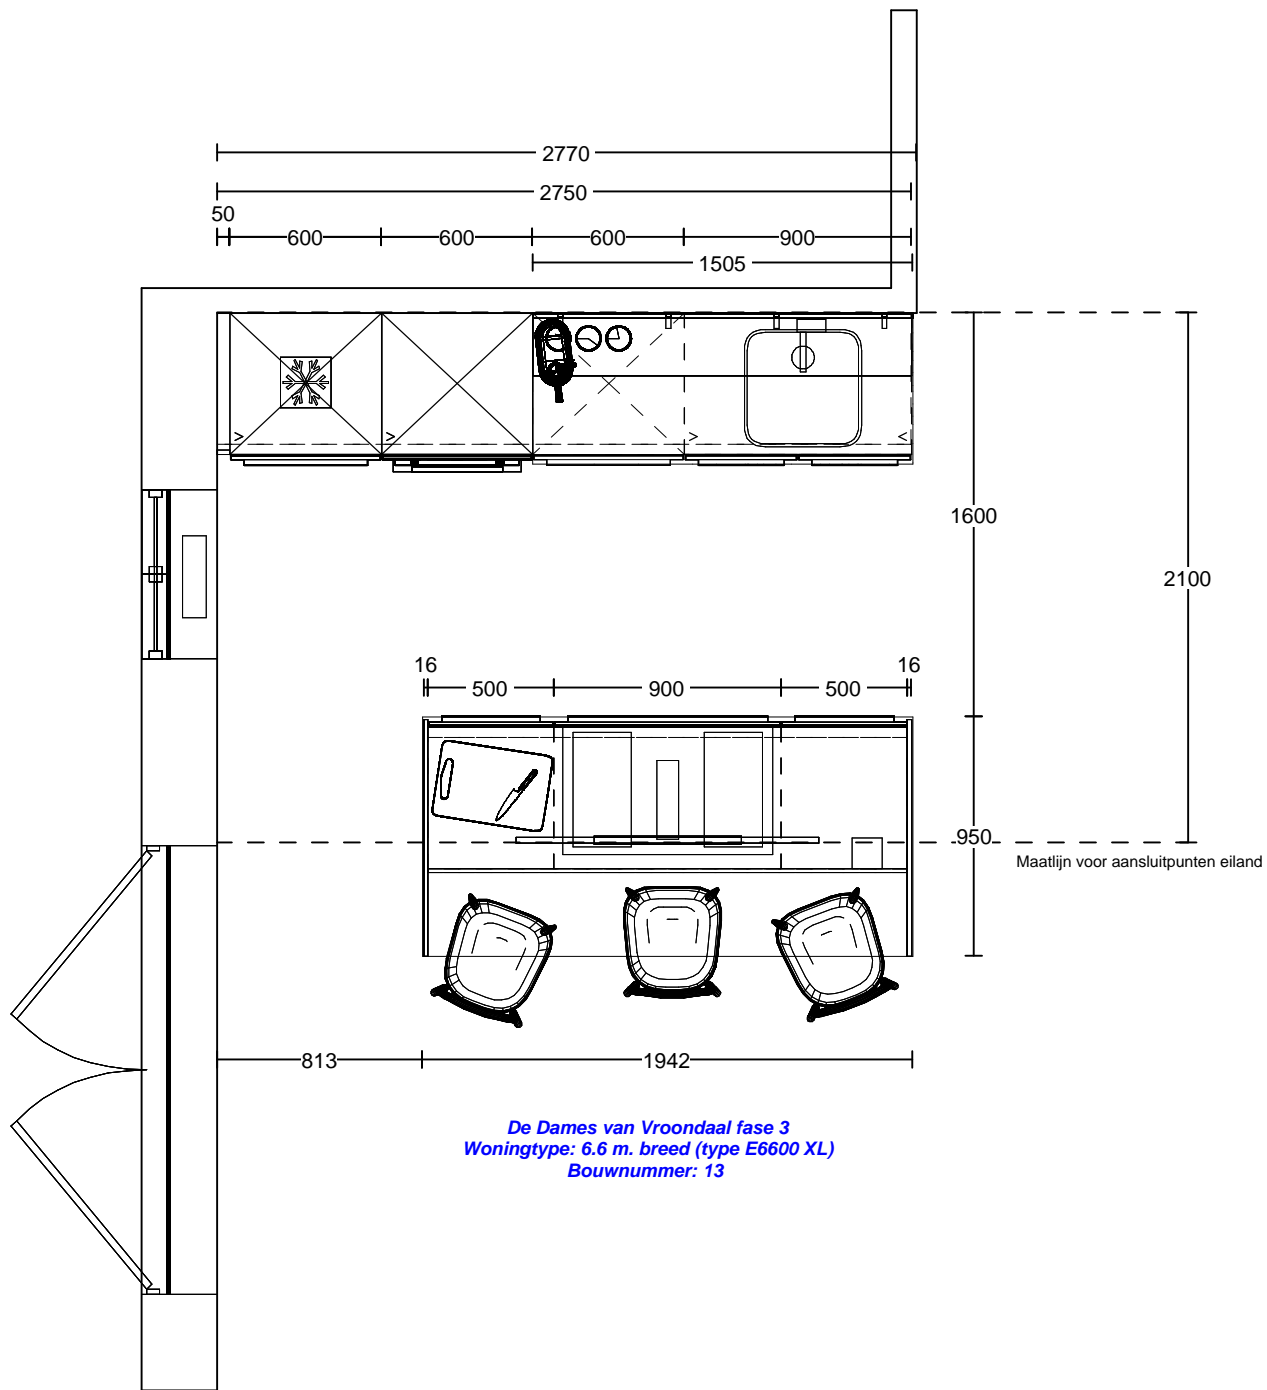 2770
2750
50
600 600 600 900
1505
1600
2100
16 16
500 900 500
950
Maatlijn voor aansluitpunten eiland
813 1942
De Dames van Vroondaal fase 3
Woningtype: 6.6 m. breed (type E6600 XL)
Bouwnummer: 13